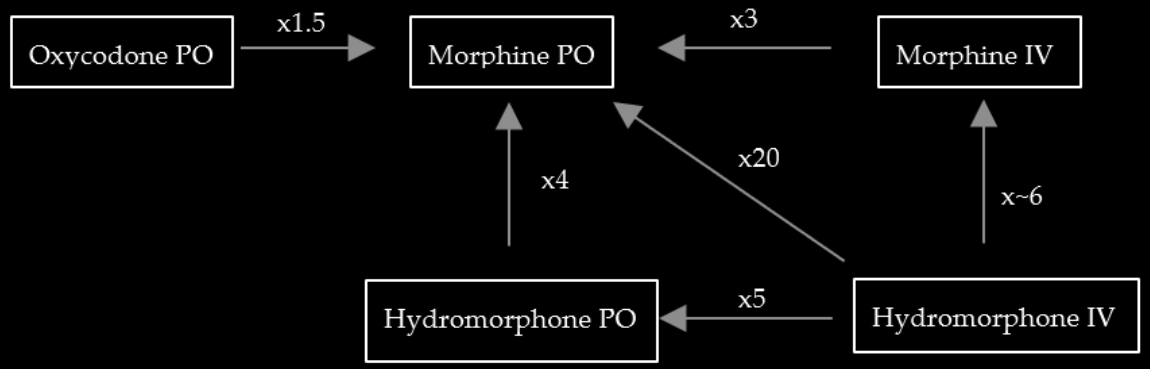 x1.5
x3
Oxycodone PO
Morphine PO
Morphine IV
x4
x20
x~6
Hydromorphone PO
x5
Hydromorphone IV